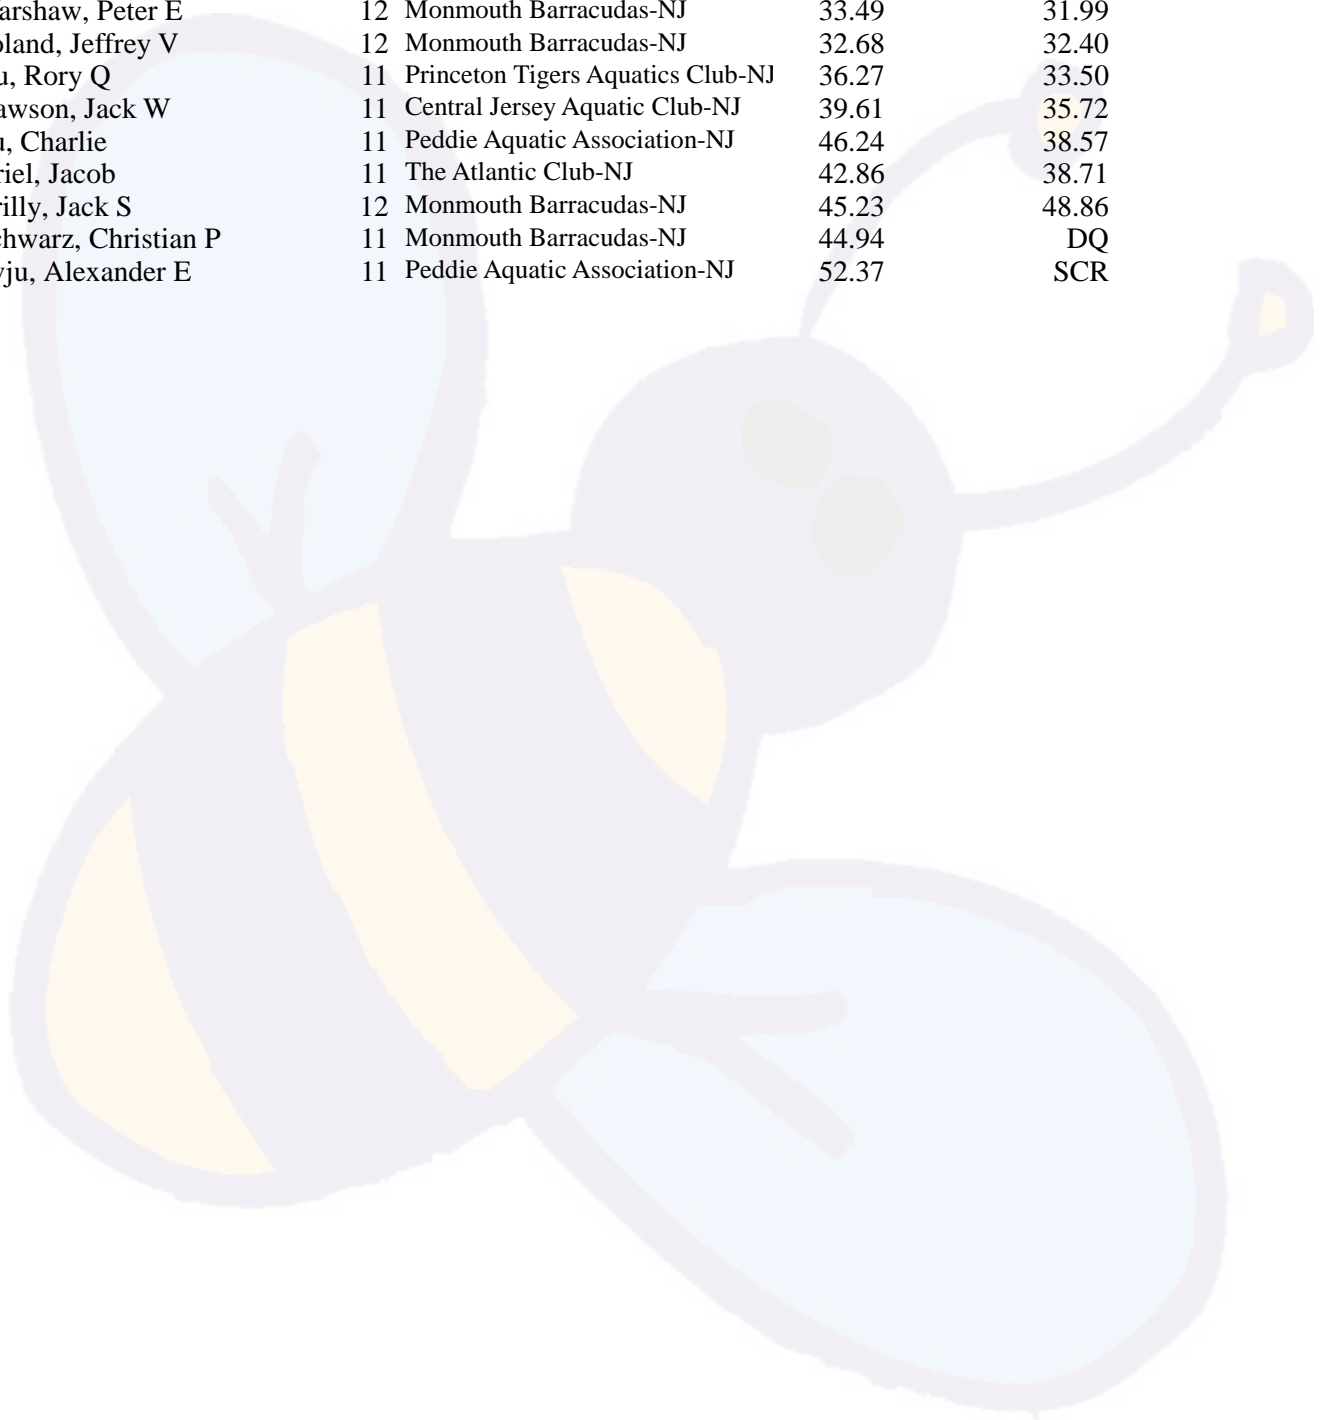 arshaw, Peter E 12 Monmouth Barracudas-NJ 33.49 31.99
oland, Jeffrey V 12 Monmouth Barracudas-NJ 32.68 32.40
u, Rory Q 11 Princeton Tigers Aquatics Club-NJ 36.27 33.50
awson, Jack W 11 Central Jersey Aquatic Club-NJ 39.61 35.72
u, Charlie 11 Peddie Aquatic Association-NJ 46.24 38.57
riel, Jacob 11 The Atlantic Club-NJ 42.86 38.71
rilly, Jack S 12 Monmouth Barracudas-NJ 45.23 48.86
chwarz, Christian P 11 Monmouth Barracudas-NJ 44.94 DQ
yju, Alexander E 11 Peddie Aquatic Association-NJ 52.37 SCR